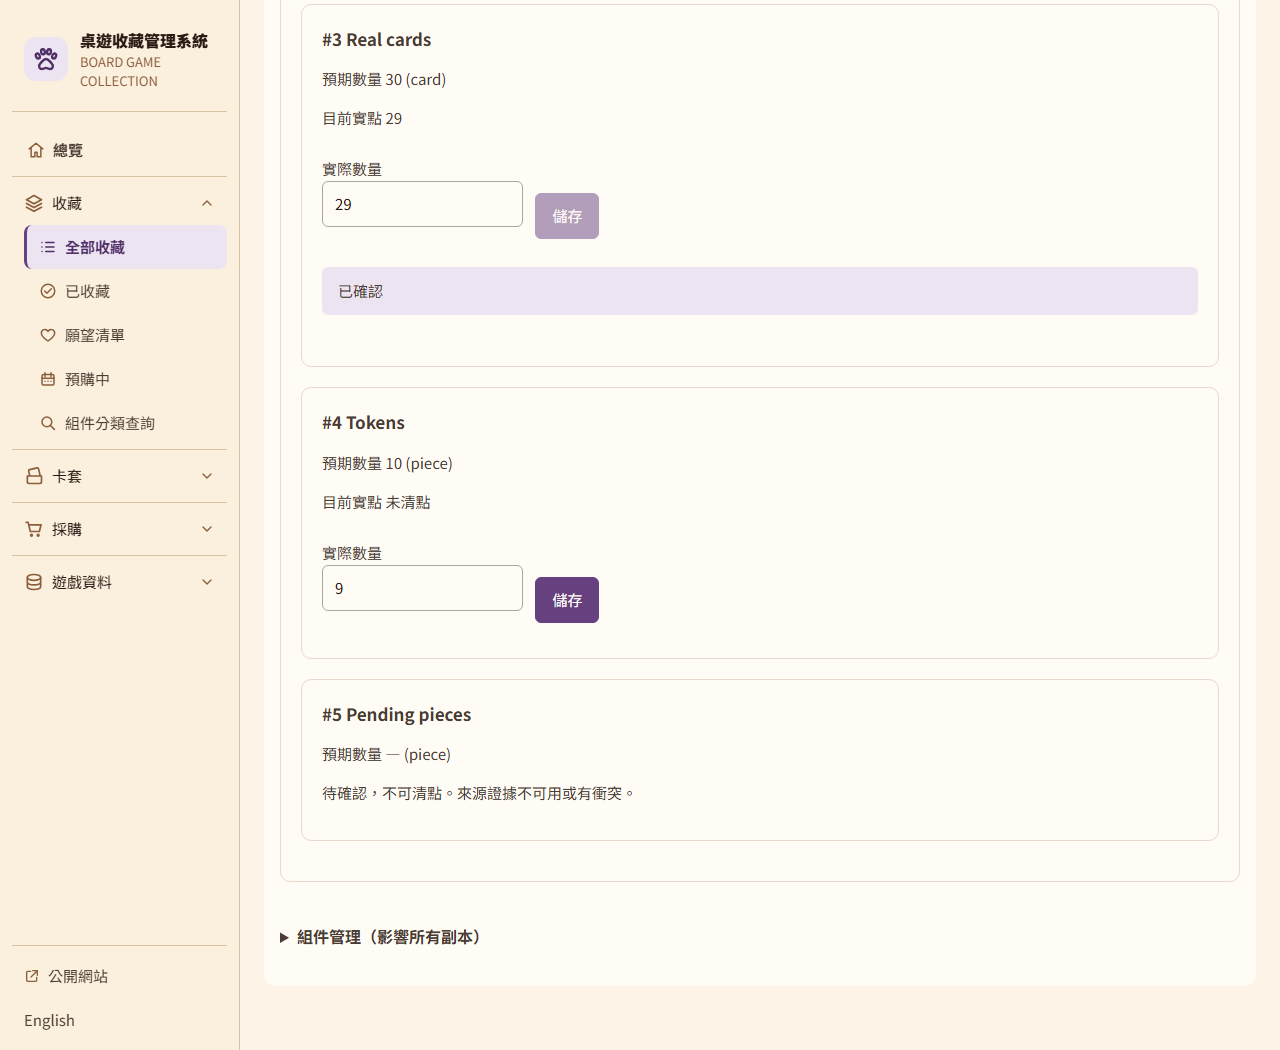 桌遊收藏管理系統
BOARD GAME
COLLECTION
總覽
收藏
全部收藏
已收藏
願望清單
預購中
組件分類查詢
卡套
採購
遊戲資料
公開網站
English
#3 Real cards
預期數量 30 (card)
目前實點 29
實際數量
29
儲存
已確認
#4 Tokens
預期數量 10 (piece)
目前實點 未清點
實際數量
9
儲存
#5 Pending pieces
預期數量 — (piece)
待確認，不可清點。來源證據不可用或有衝突。
組件管理（影響所有副本）